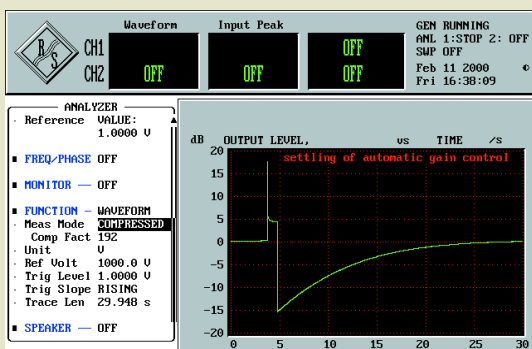 R & S
Waveform
Input Peak
CH1
CH2
OFF
OFF
OFF
OFF
GEN RUNNING
ANL 1:STOP 2: OFF
SWP OFF
Feb 11 2000
Fri 16:38:09
ANALYZER
Reference VALUE:
1.0000 V
FREQ/PHASE OFF
MONITOR — OFF
FUNCTION - WAVEFORM
Meas Mode COMPRESSED
Comp Fact 192
Unit V
Ref Volt 1000.0 V
Trig Level 1.0000 V
Trig Slope RISING
Trace Len 29.948 s
SPEAKER — OFF
dB OUTPUT LEVEL, vs TIME /s
settling of automatic gain control
20
15
10
5
0
-5
-10
-15
-20
0 5 10 15 20 25 30